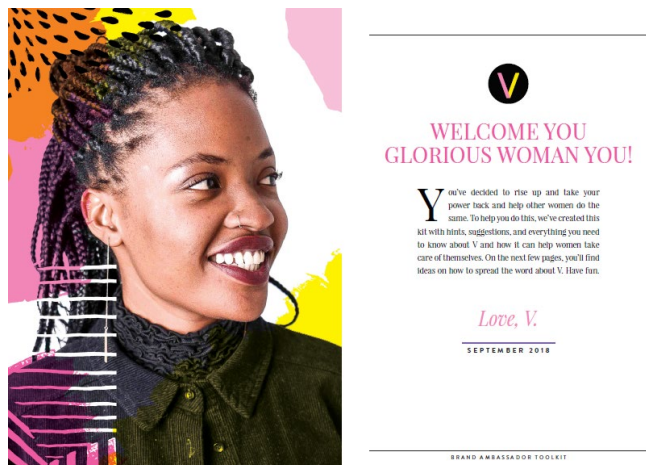 V
WELCOME YOU
GLORIOUS WOMAN YOU!
You've decided to rise up and take your
power back and help other women do the
same. To help you do this, we've created this
kit with hints, suggestions, and everything you need
to know about V and how it can help women take
care of themselves. On the next few pages, you'll find
ideas on how to spread the word about V. Have fun.
Love, V.
SEPTEMBER 2018
BRAND AMBASSADOR TOOLKIT